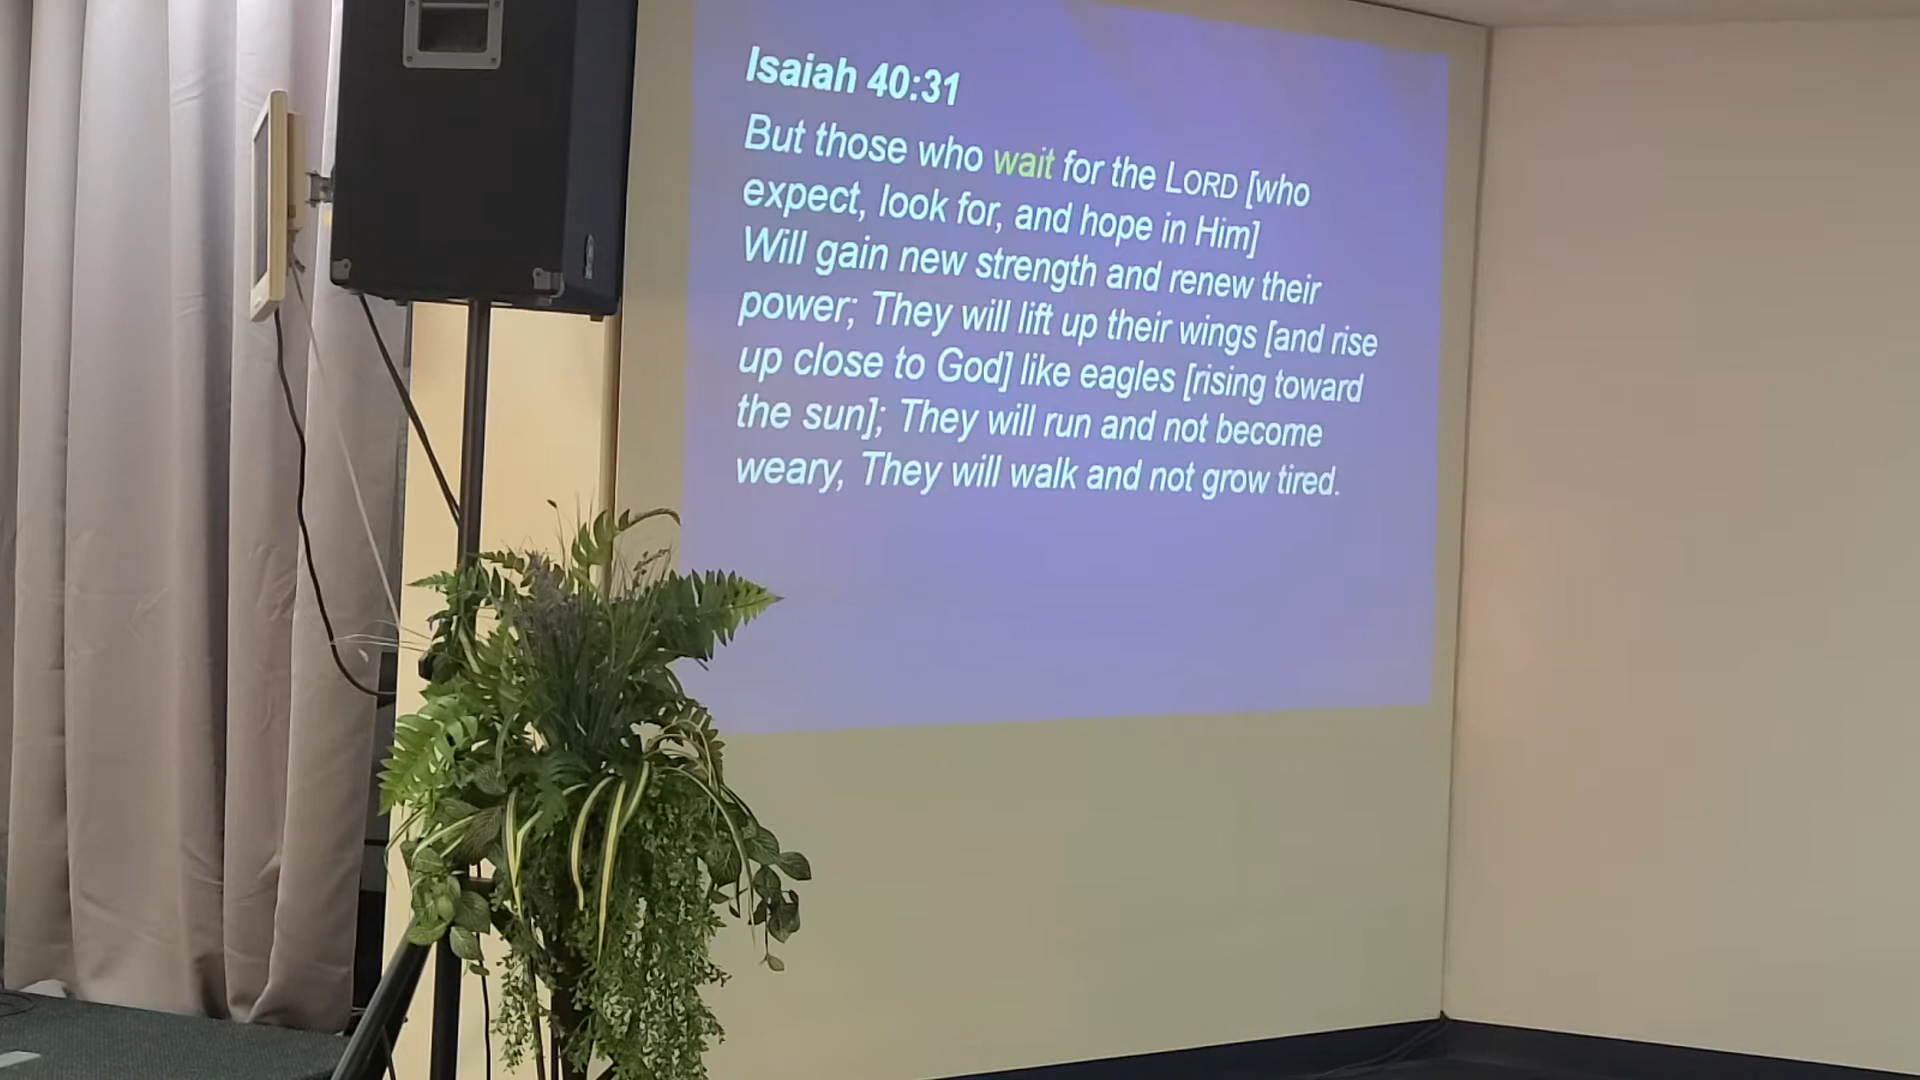 Isaiah 40:31
But those who wait for the LORD [who
expect, look for, and hope in Him]
Will gain new strength and renew their
power; They will lift up their wings [and rise
up close to God] like eagles [rising toward
the sun]; They will run and not become
weary, They will walk and not grow tired.